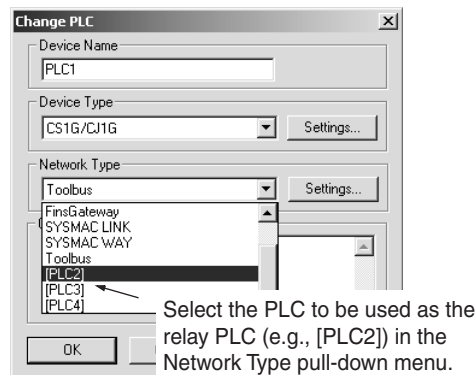 Change PLC
Device Name
PLC1
Device Type
CS1G/CJ1G
Settings...
Network Type
Toolbus
Settings...
FinsGateway
SYSMAC LINK
SYSMAC WAY
Toolbus
[PLC2]
[PLC3]
[PLC4]
Select the PLC to be used as the
relay PLC (e.g., [PLC2]) in the
Network Type pull-down menu.
OK